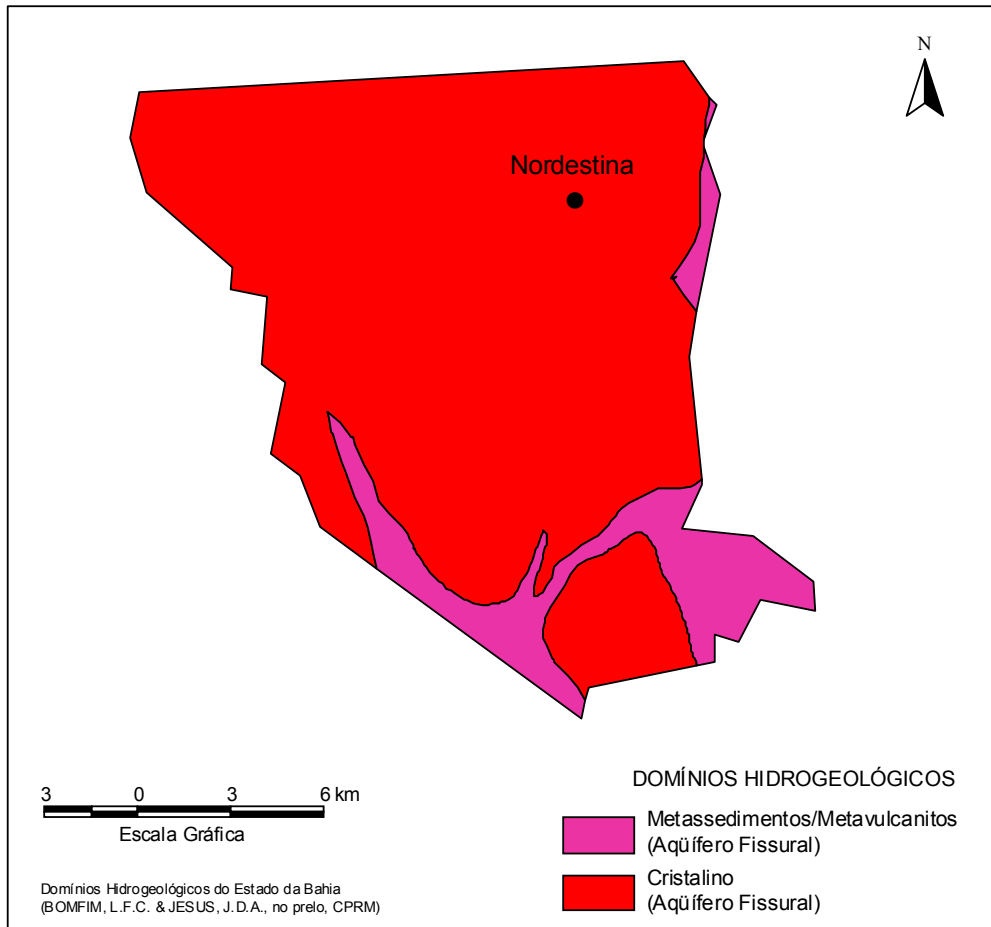 N
Nordestina
3 0 3 6 km
Escala Gráfica
Domínios Hidrogeológicos do Estado da Bahia
(BOMFIM, L.F.C. & JESUS, J.D.A., no prelo, CPRM)
DOMÍNIOS HIDROGEOLÓGICOS
Metassedimentos/Metavulcanitos
(Aqüífero Fissural)
Cristalino
(Aqüífero Fissural)